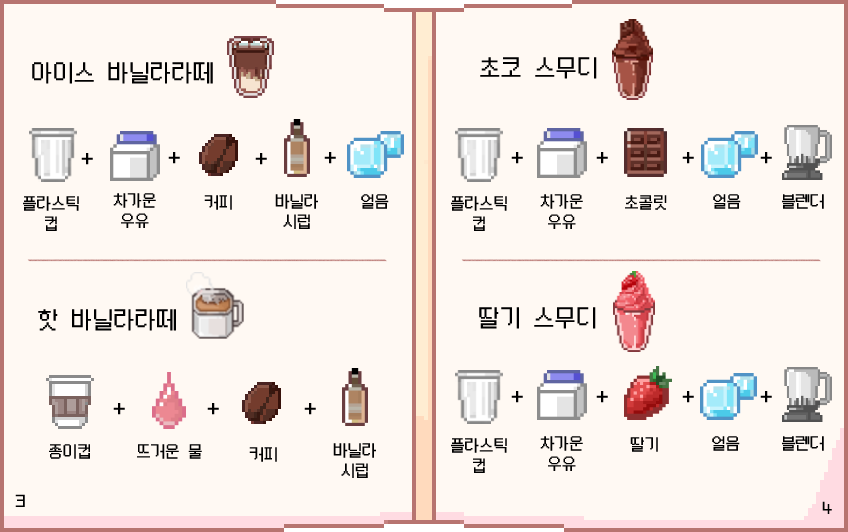 아이스 바닐라라떼
+ + + +
플라스틱
컵
차가운
우유
커피
바닐라
시럽
얼음
핫 바닐라라떼
+ + +
종이컵
뜨거운 물
커피
바닐라
시럽
3
초코 스무디
+ + + +
플라스틱
컵
차가운
우유
초콜릿
얼음
블렌더
딸기 스무디
+ + + +
플라스틱
컵
차가운
우유
딸기
얼음
블렌더
4